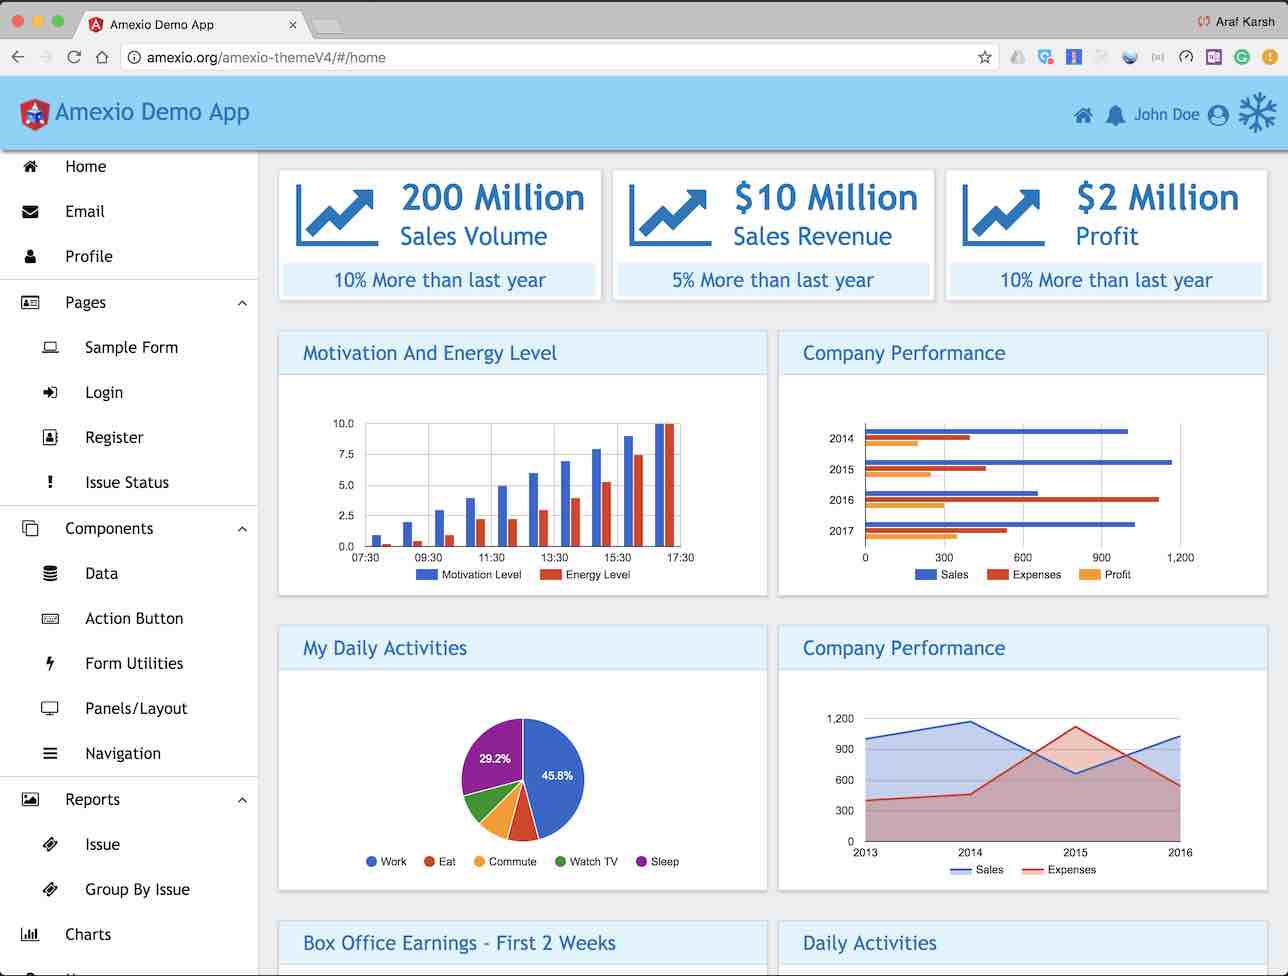 Amexio Demo App
Araf Karsh
amexio.org/amexio-themeV4/#/home
Amexio Demo App
John Doe
Home
Email
Profile
Pages
Sample Form
Login
Register
Issue Status
Components
Data
Action Button
Form Utilities
Panels/Layout
Navigation
Reports
Issue
Group By Issue
Charts
200 Million
Sales Volume
10% More than last year
$10 Million
Sales Revenue
5% More than last year
$2 Million
Profit
10% More than last year
Motivation And Energy Level
10.0
7.5
5.0
2.5
0.0
07:30 09:30 11:30 13:30 15:30 17:30
Motivation Level Energy Level
Company Performance
2014
2015
2016
2017
0 300 600 900 1,200
Sales Expenses Profit
My Daily Activities
29.2%
45.8%
Work Eat Commute Watch TV Sleep
Company Performance
1,200
900
600
300
0
2013 2014 2015 2016
Sales Expenses
Box Office Earnings - First 2 Weeks
Daily Activities